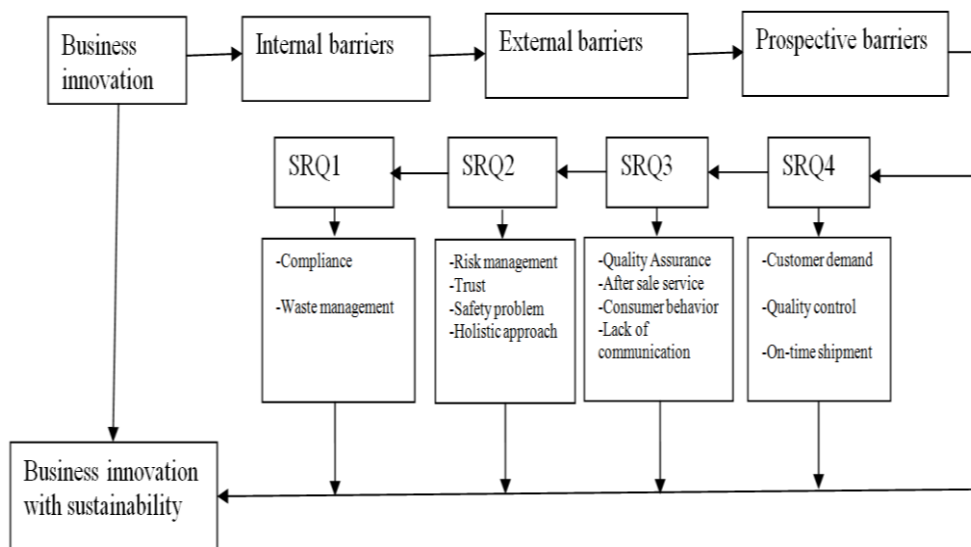 Business
innovation
Internal barriers
External barriers
Prospective barriers
SRQ1
SRQ2
SRQ3
SRQ4
-Compliance
-Waste management
-Risk management
-Trust
-Safety problem
-Holistic approach
-Quality Assurance
-After sale service
-Consumer behavior
-Lack of
communication
-Customer demand
-Quality control
-On-time shipment
Business innovation
with sustainability